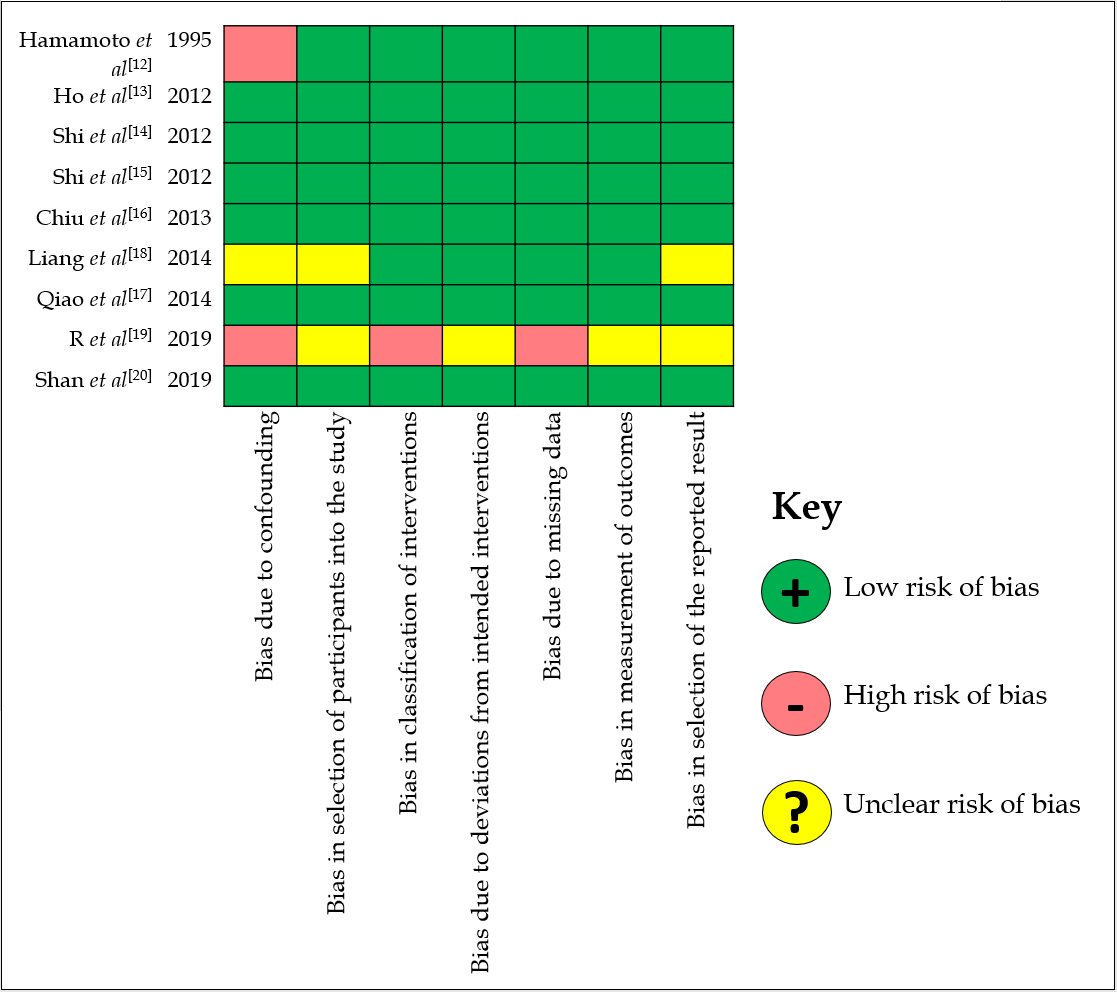 Hamamoto et 1995
al[12]
Ho et al[13] 2012
Shi et al[14] 2012
Shi et al[15] 2012
Chiu et al[16] 2013
Liang et al[18] 2014
Qiao et al[17] 2014
R et al[19] 2019
Shan et al[20] 2019
Bias due to confounding
Bias in selection of participants into the study
Bias in classification of interventions
Bias due to deviations from intended interventions
Bias due to missing data
Bias in measurement of outcomes
Bias in selection of the reported result
Key
+ Low risk of bias
- High risk of bias
? Unclear risk of bias